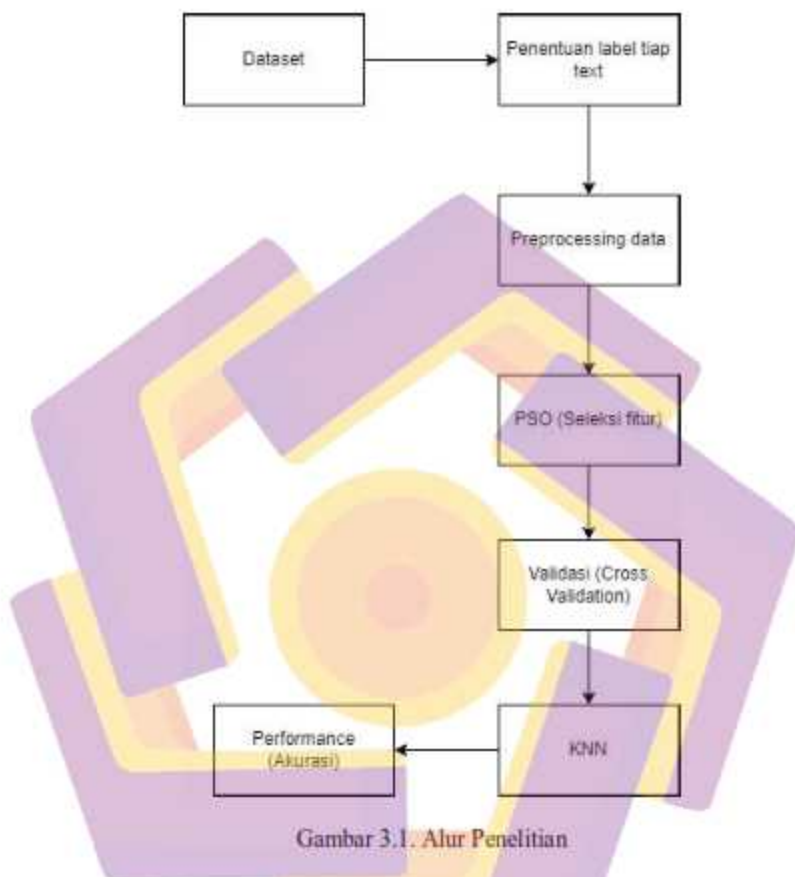 Dataset
Penentuan label tiap
text
Preprocessing data
PSO (Seleksi fitur)
Validasi (Cross
Validation)
KNN
Performance
(Akurasi)
Gambar 3.1. Alur Penelitian